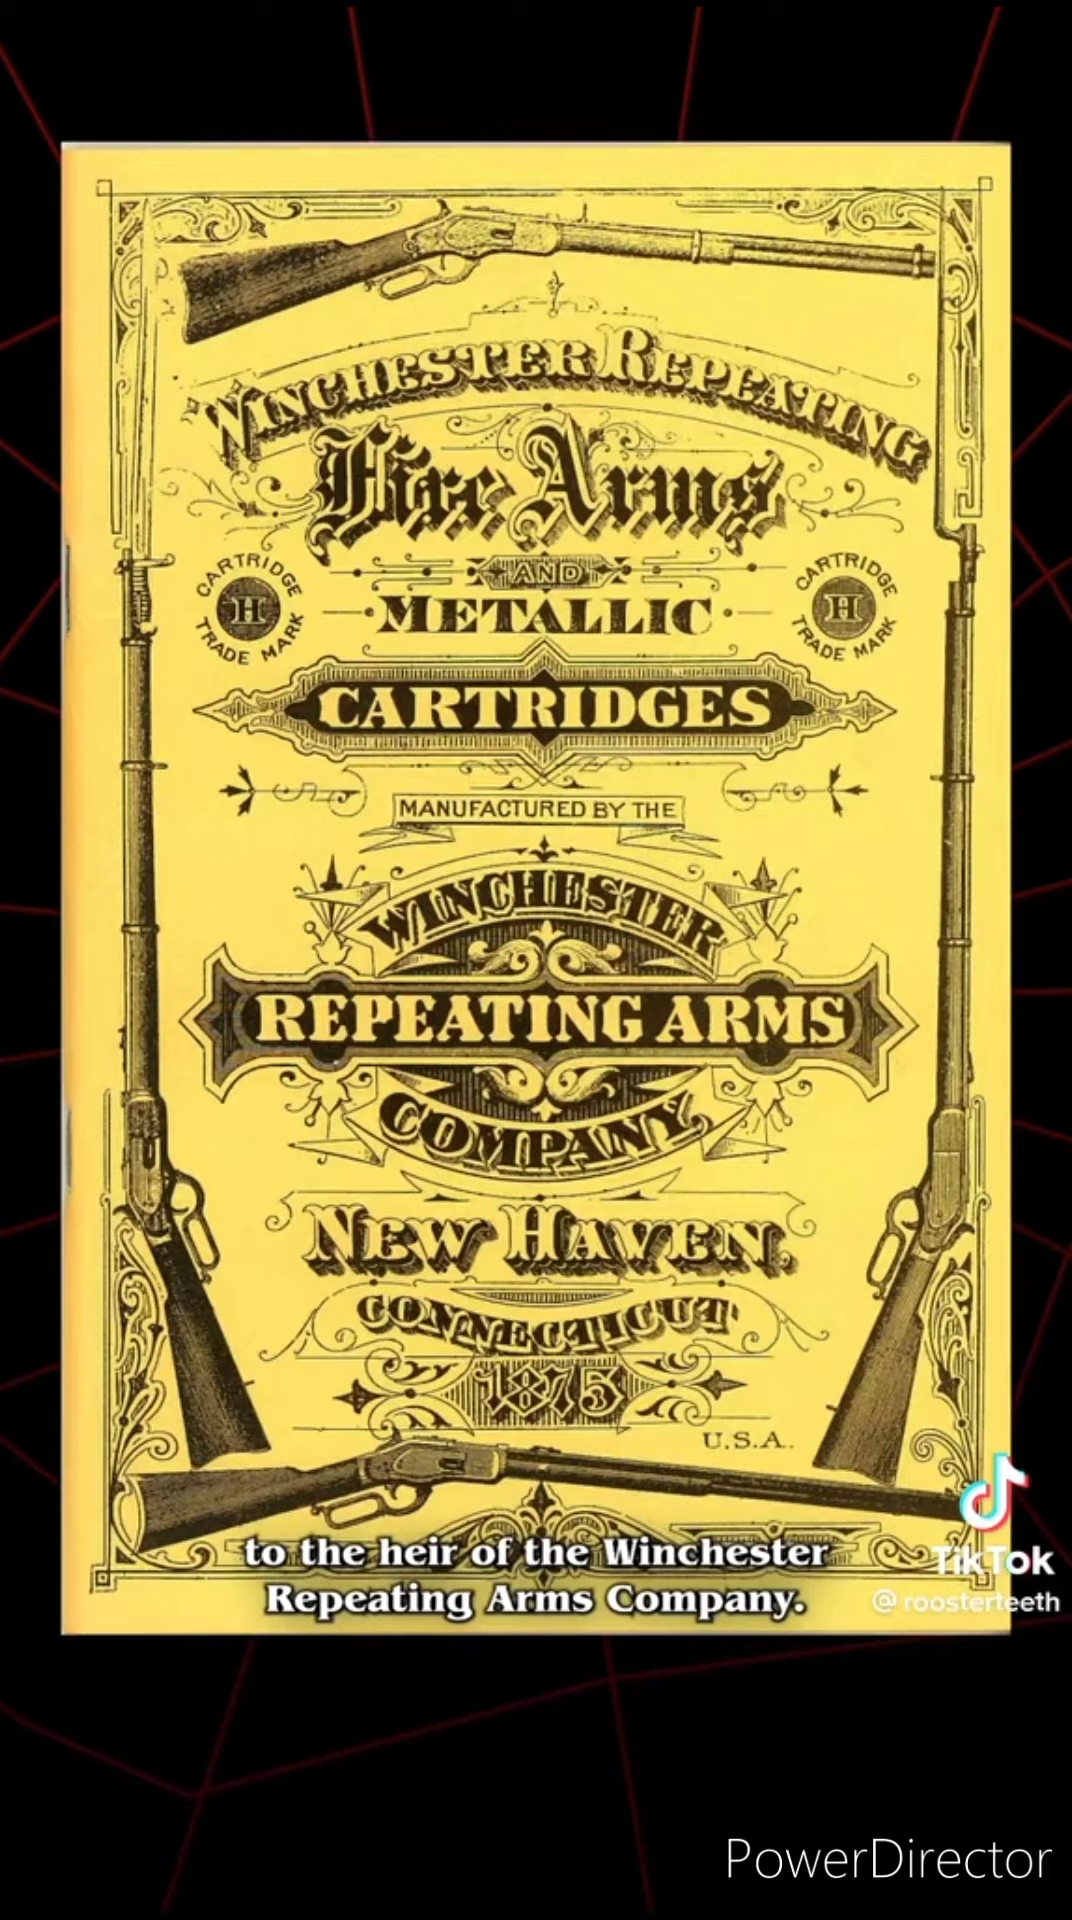 WINCHESTER REPEATING
Fire Arms
AND
METALLIC
CARTRIDGE
H
TRADE MARK
CARTRIDGE
H
TRADE MARK
CARTRIDGES
MANUFACTURED BY THE
WINCHESTER
REPEATING ARMS
COMPANY,
NEW HAVEN,
CONNECTICUT
1875
U.S.A.
to the heir of the Winchester
Repeating Arms Company.
TikTok
@roosterteeth
PowerDirector